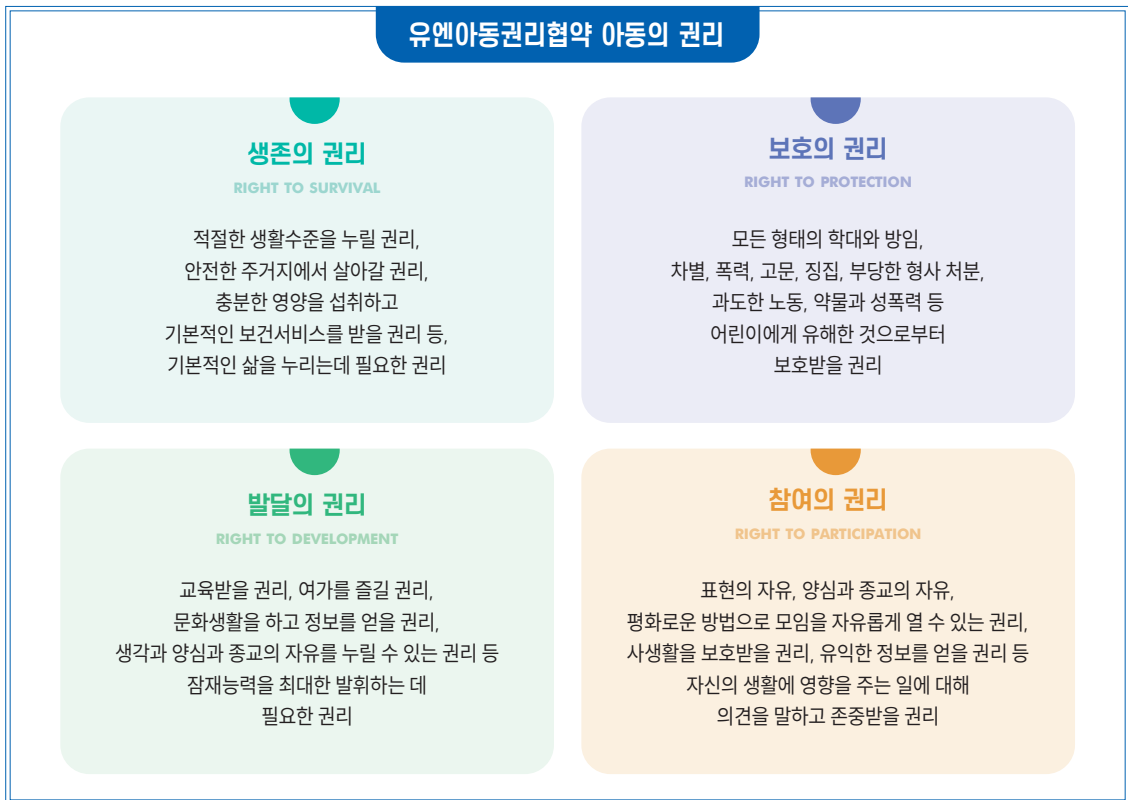 유엔아동권리협약 아동의 권리
생존의 권리
RIGHT TO SURVIVAL
적절한 생활수준을 누릴 권리,
안전한 주거지에서 살아갈 권리,
충분한 영양을 섭취하고
기본적인 보건서비스를 받을 권리 등,
기본적인 삶을 누리는데 필요한 권리
보호의 권리
RIGHT TO PROTECTION
모든 형태의 학대와 방임,
차별, 폭력, 고문, 징집, 부당한 형사 처분,
과도한 노동, 약물과 성폭력 등
어린이에게 유해한 것으로부터
보호받을 권리
발달의 권리
RIGHT TO DEVELOPMENT
교육받을 권리, 여가를 즐길 권리,
문화생활을 하고 정보를 얻을 권리,
생각과 양심과 종교의 자유를 누릴 수 있는 권리 등
잠재능력을 최대한 발휘하는 데
필요한 권리
참여의 권리
RIGHT TO PARTICIPATION
표현의 자유, 양심과 종교의 자유,
평화로운 방법으로 모임을 자유롭게 열 수 있는 권리,
사생활을 보호받을 권리, 유익한 정보를 얻을 권리 등
자신의 생활에 영향을 주는 일에 대해
의견을 말하고 존중받을 권리